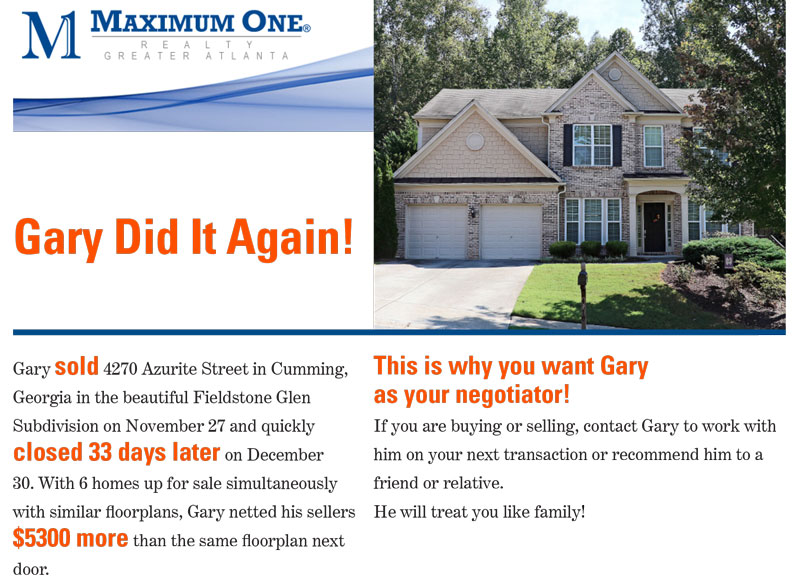 M MAXIMUM ONE®
REALTY
GREATER ATLANTA
Gary Did It Again!
Gary sold 4270 Azurite Street in Cumming,
Georgia in the beautiful Fieldstone Glen
Subdivision on November 27 and quickly
closed 33 days later on December
30. With 6 homes up for sale simultaneously
with similar floorplans, Gary netted his sellers
$5300 more than the same floorplan next
door.
This is why you want Gary
as your negotiator!
If you are buying or selling, contact Gary to work with
him on your next transaction or recommend him to a
friend or relative.
He will treat you like family!